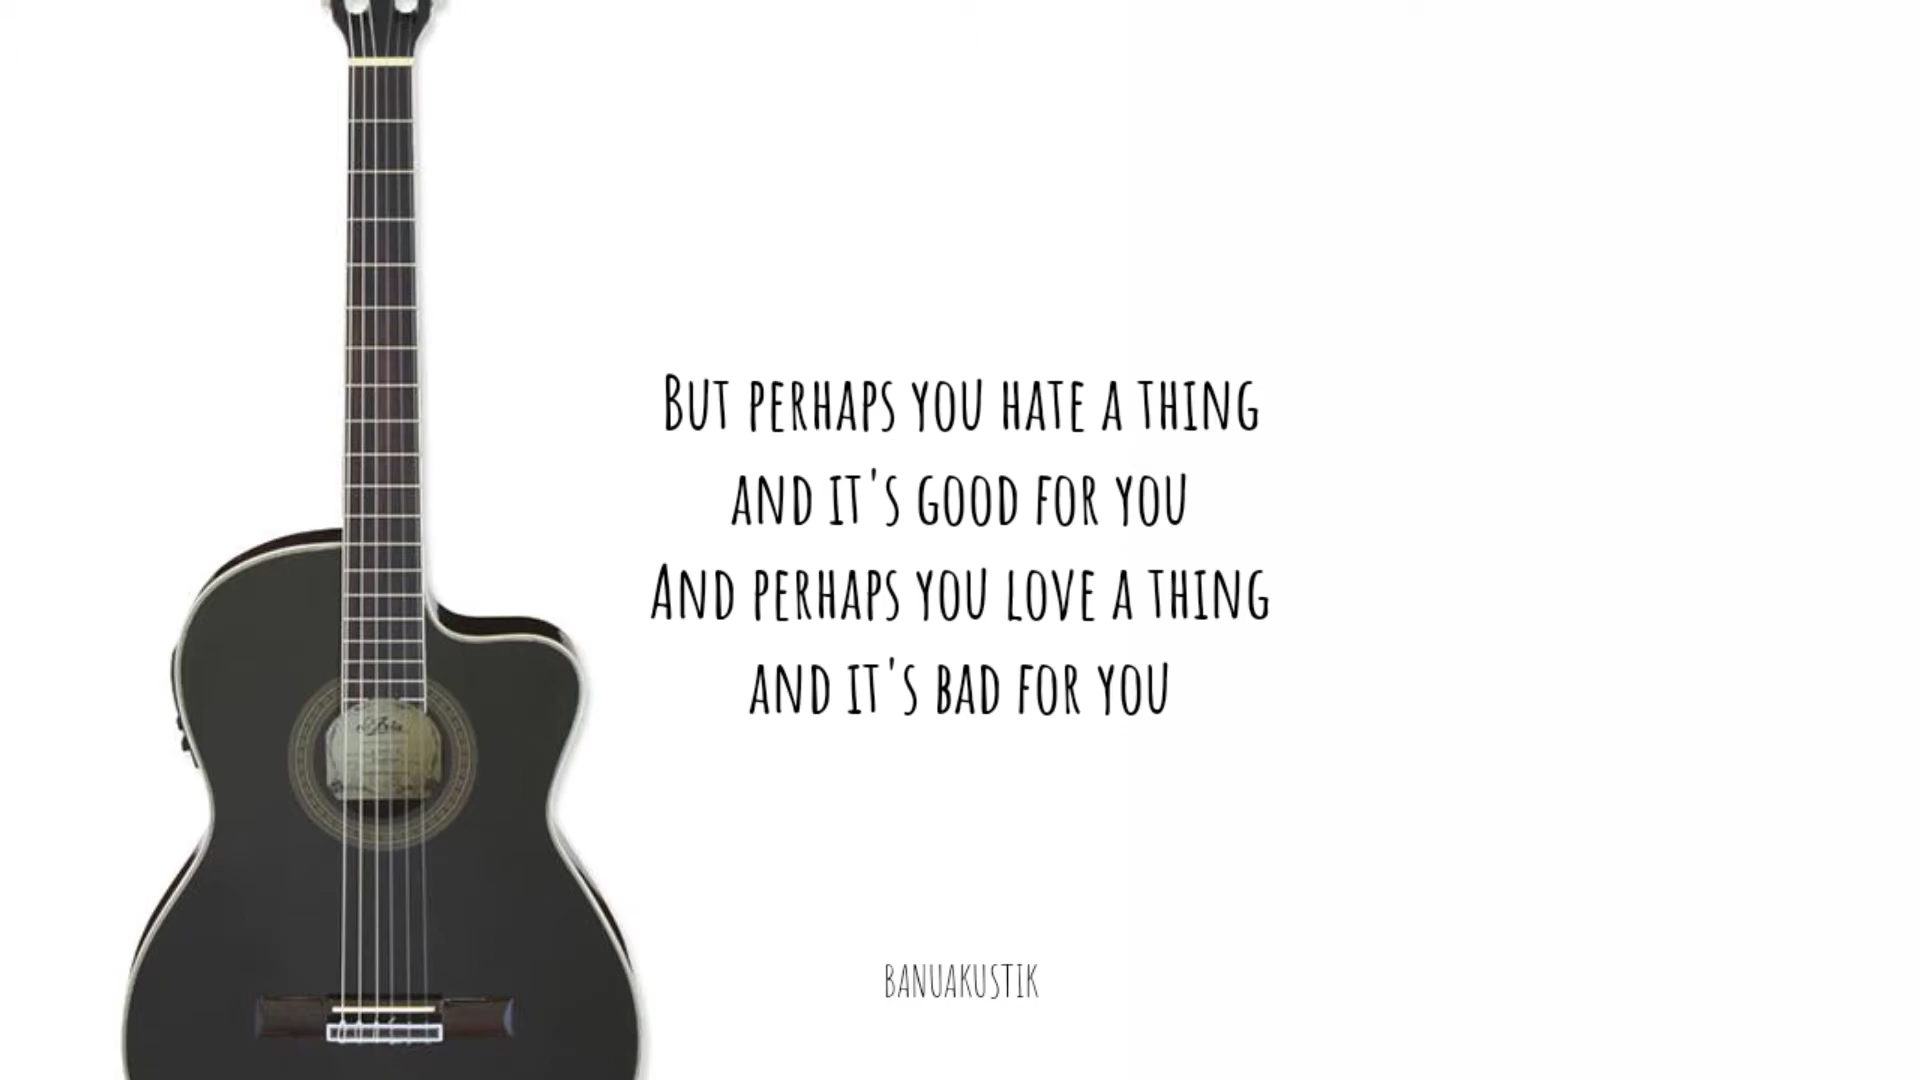 But perhaps you hate a thing
and it's good for you
And perhaps you love a thing
and it's bad for you
BANUAKUSTIK